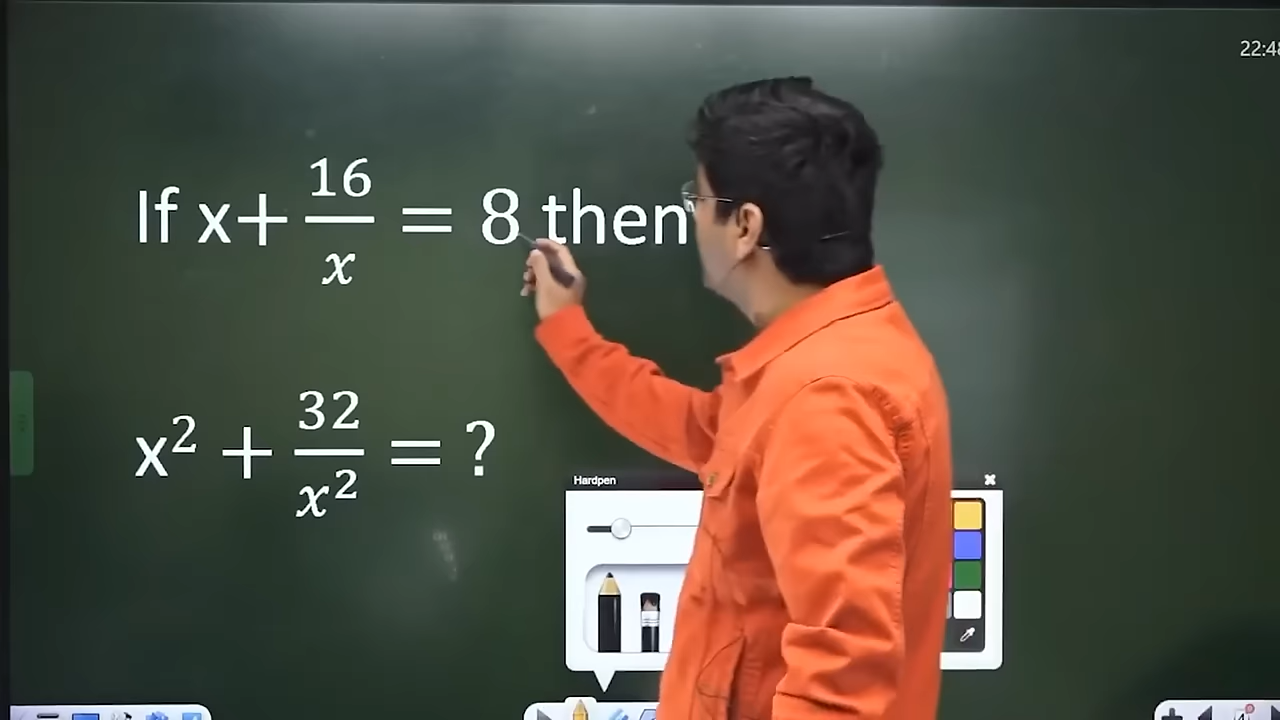 22:48
If x+ 16/x = 8 then
x² + 32/x² = ?
Hardpen